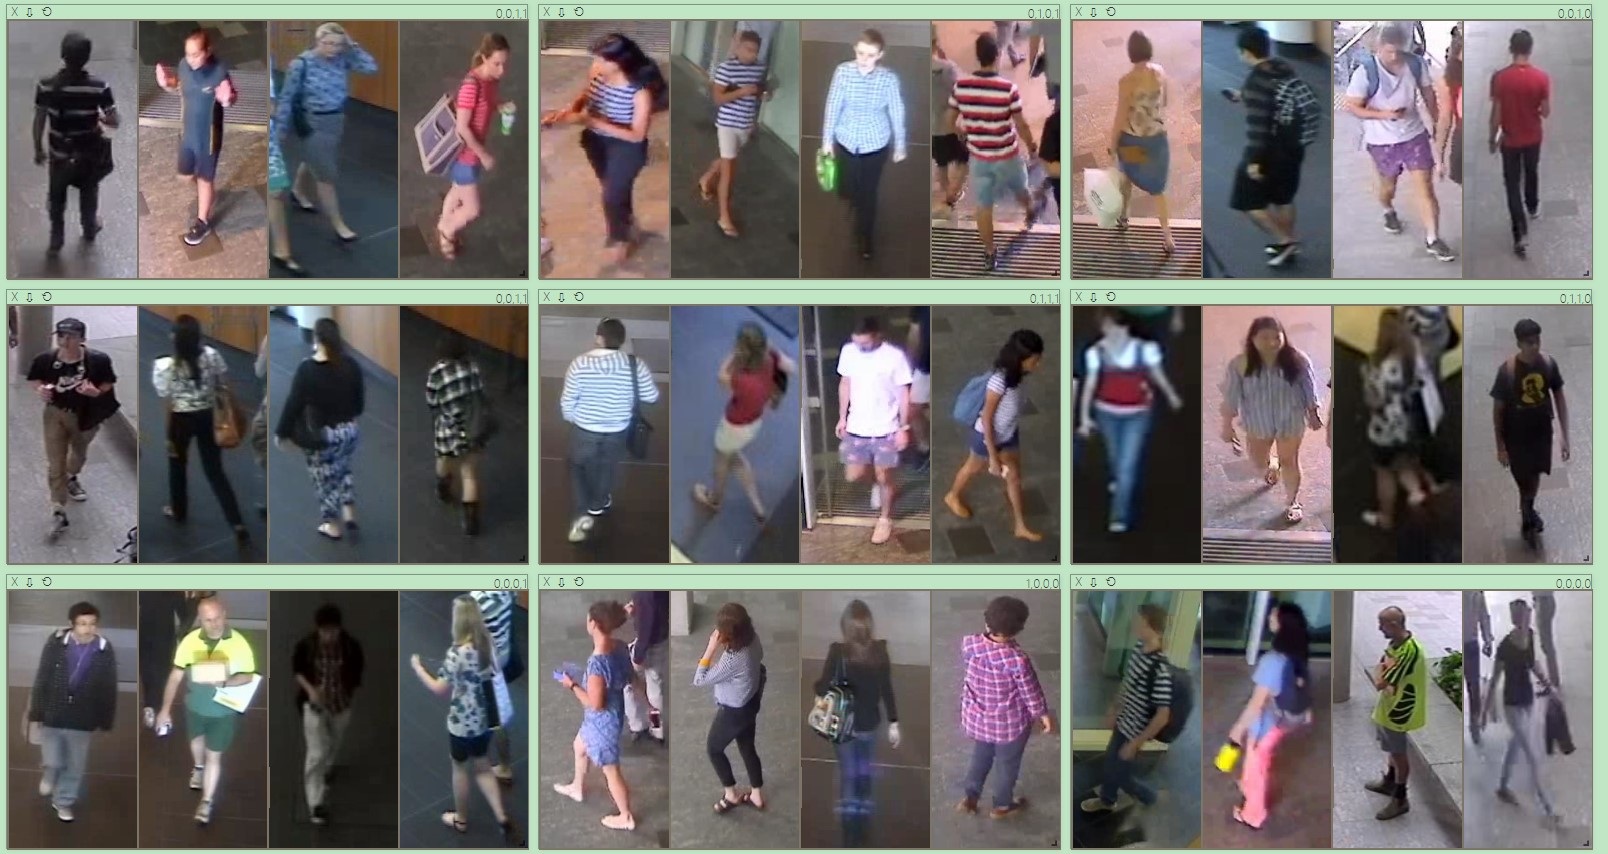 X ⇩ ⟲ 0,0,1,1
X ⇩ ⟲ 0,1,0,1
X ⇩ ⟲ 0,0,1,0
X ⇩ ⟲ 0,0,1,1
X ⇩ ⟲ 0,1,1,1
X ⇩ ⟲ 0,1,1,0
X ⇩ ⟲ 0,0,0,1
X ⇩ ⟲ 1,0,0,0
X ⇩ ⟲ 0,0,0,0